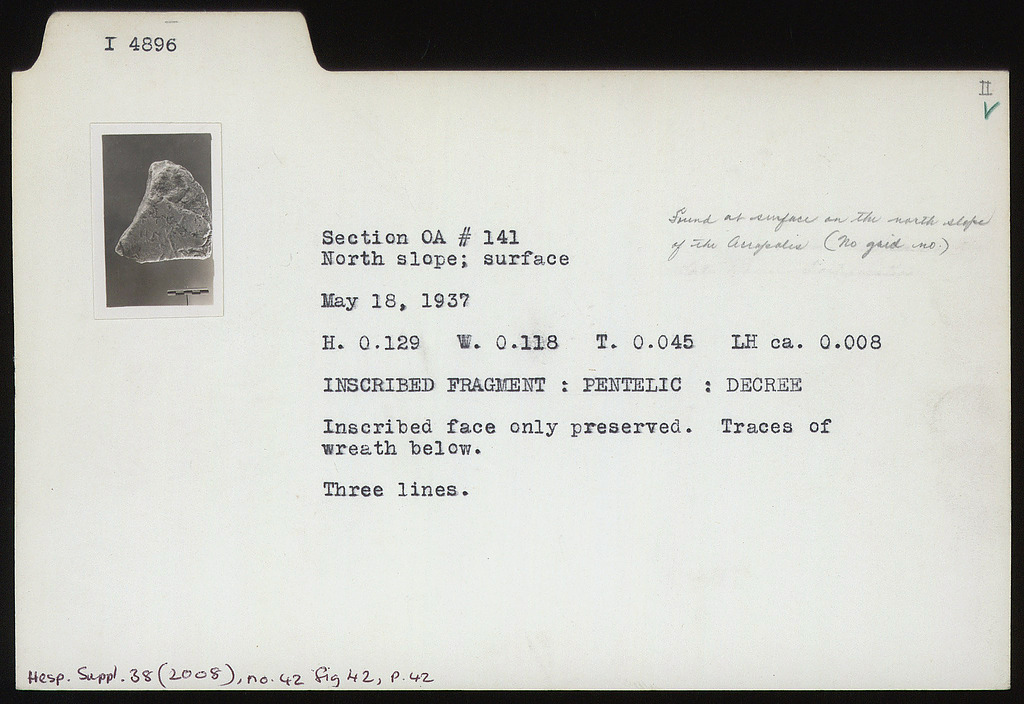 I 4896
II
Found at surface on the north slope
of the Acropolis (No grid no.)
Section OA # 141
North slope; surface
May 18, 1937
H. 0.129 W. 0.118 T. 0.045 LH ca. 0.008
INSCRIBED FRAGMENT : PENTELIC : DECREE
Inscribed face only preserved. Traces of
wreath below.
Three lines.
Hesp. Suppl. 38 (2008), no. 42 fig 42, p. 42